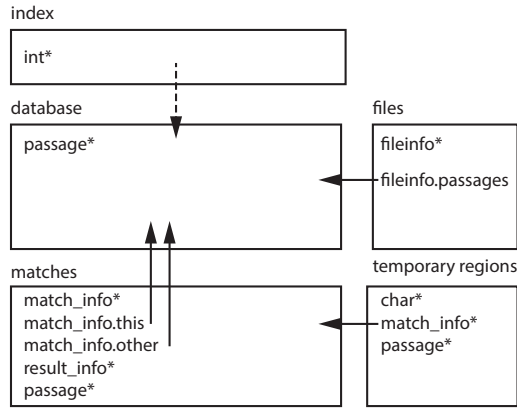 index
int*
database
passage*
files
fileinfo*
fileinfo.passages
matches
match_info*
match_info.this
match_info.other
result_info*
passage*
temporary regions
char*
match_info*
passage*